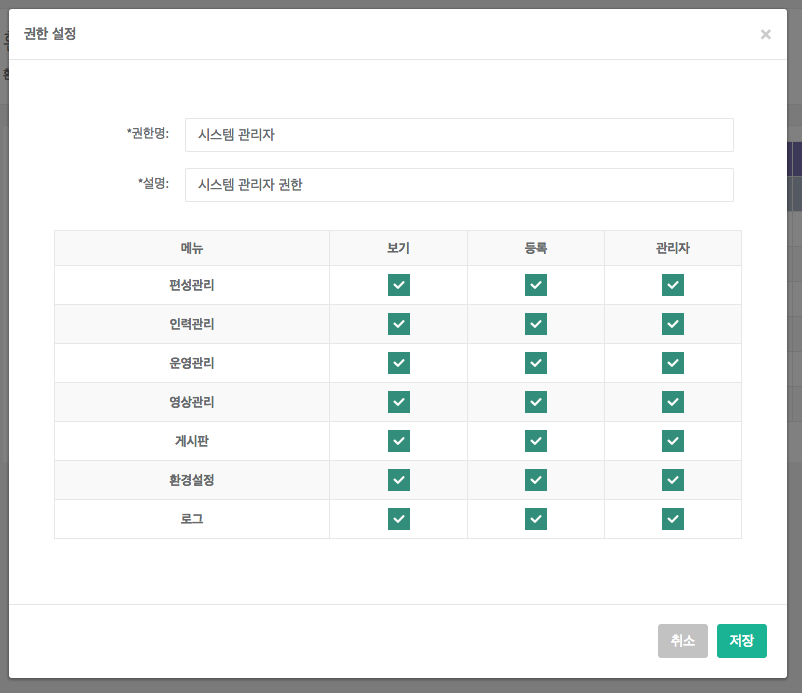 권한 설정
×
*권한명: 시스템 관리자
*설명: 시스템 관리자 권한
메뉴 보기 등록 관리자
편성관리
인력관리
운영관리
영상관리
게시판
환경설정
로그
취소 저장